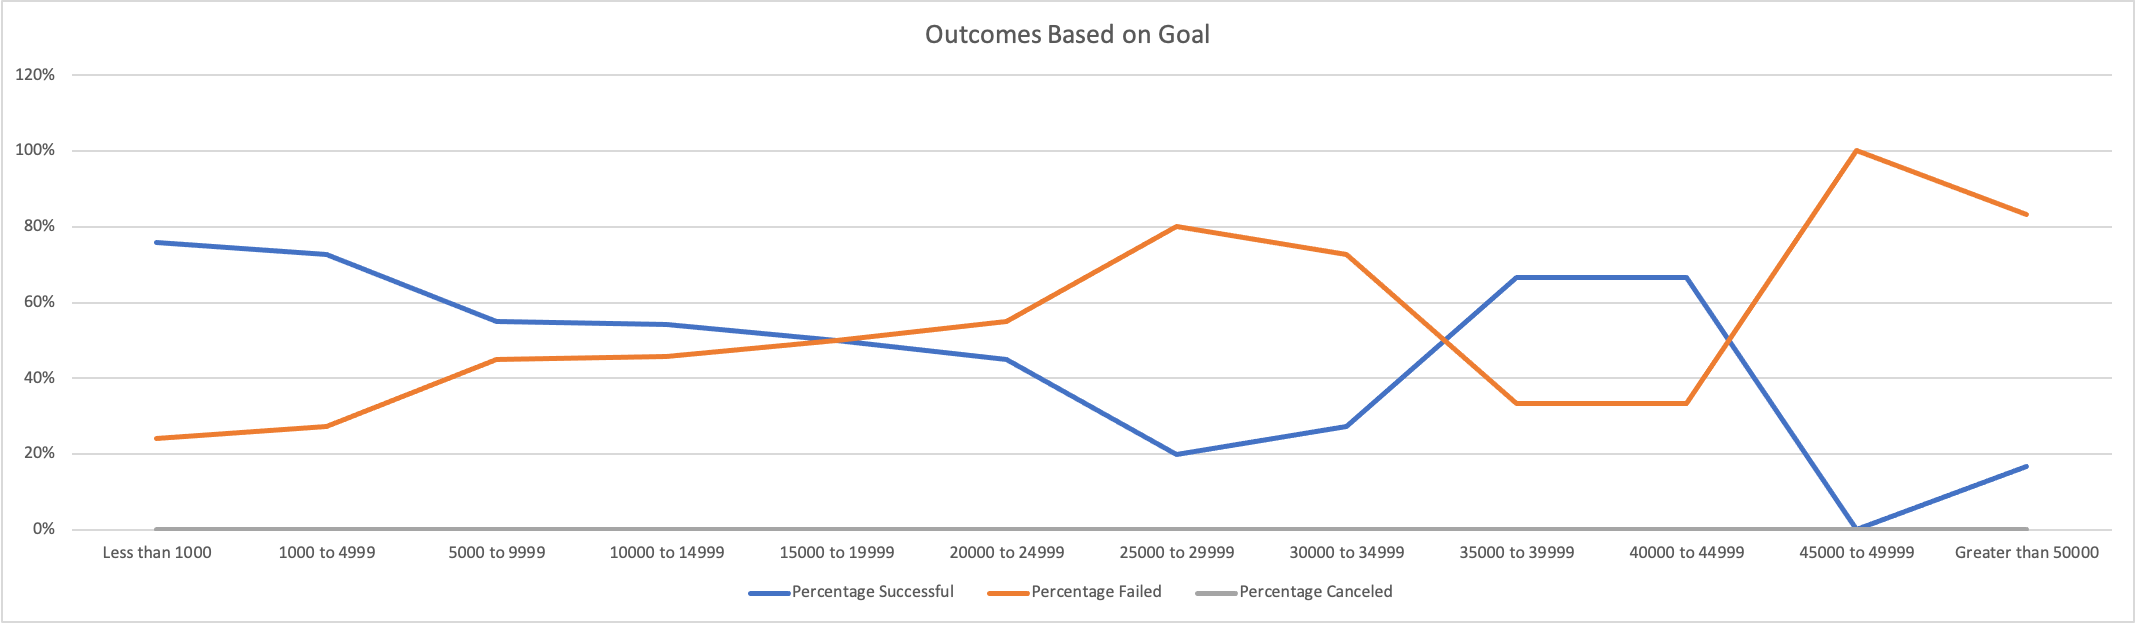 Outcomes Based on Goal
120%
100%
80%
60%
40%
20%
0%
Less than 1000 1000 to 4999 5000 to 9999 10000 to 14999 15000 to 19999 20000 to 24999 25000 to 29999 30000 to 34999 35000 to 39999 40000 to 44999 45000 to 49999 Greater than 50000
Percentage Successful Percentage Failed Percentage Canceled